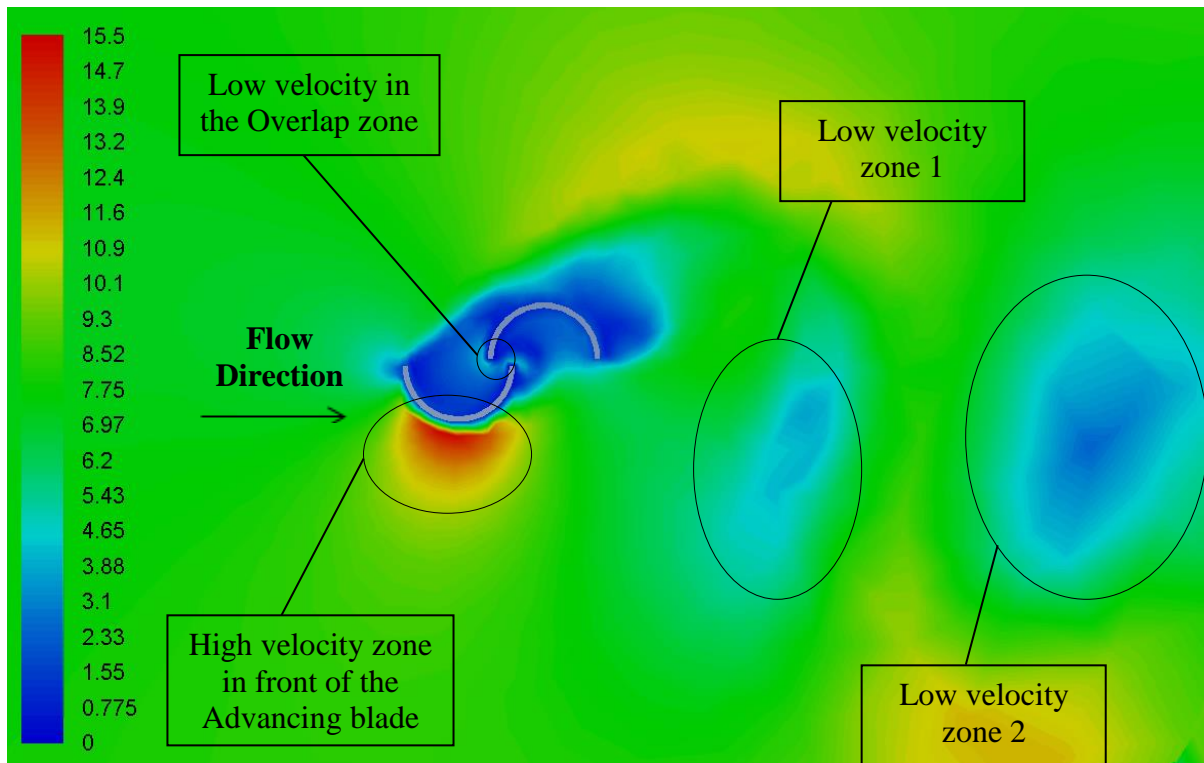 15.5
14.7
13.9
13.2
12.4
11.6
10.9
10.1
9.3
8.52
7.75
6.97
6.2
5.43
4.65
3.88
3.1
2.33
1.55
0.775
0
Low velocity in
the Overlap zone
Low velocity
zone 1
Flow
Direction
High velocity zone
in front of the
Advancing blade
Low velocity
zone 2